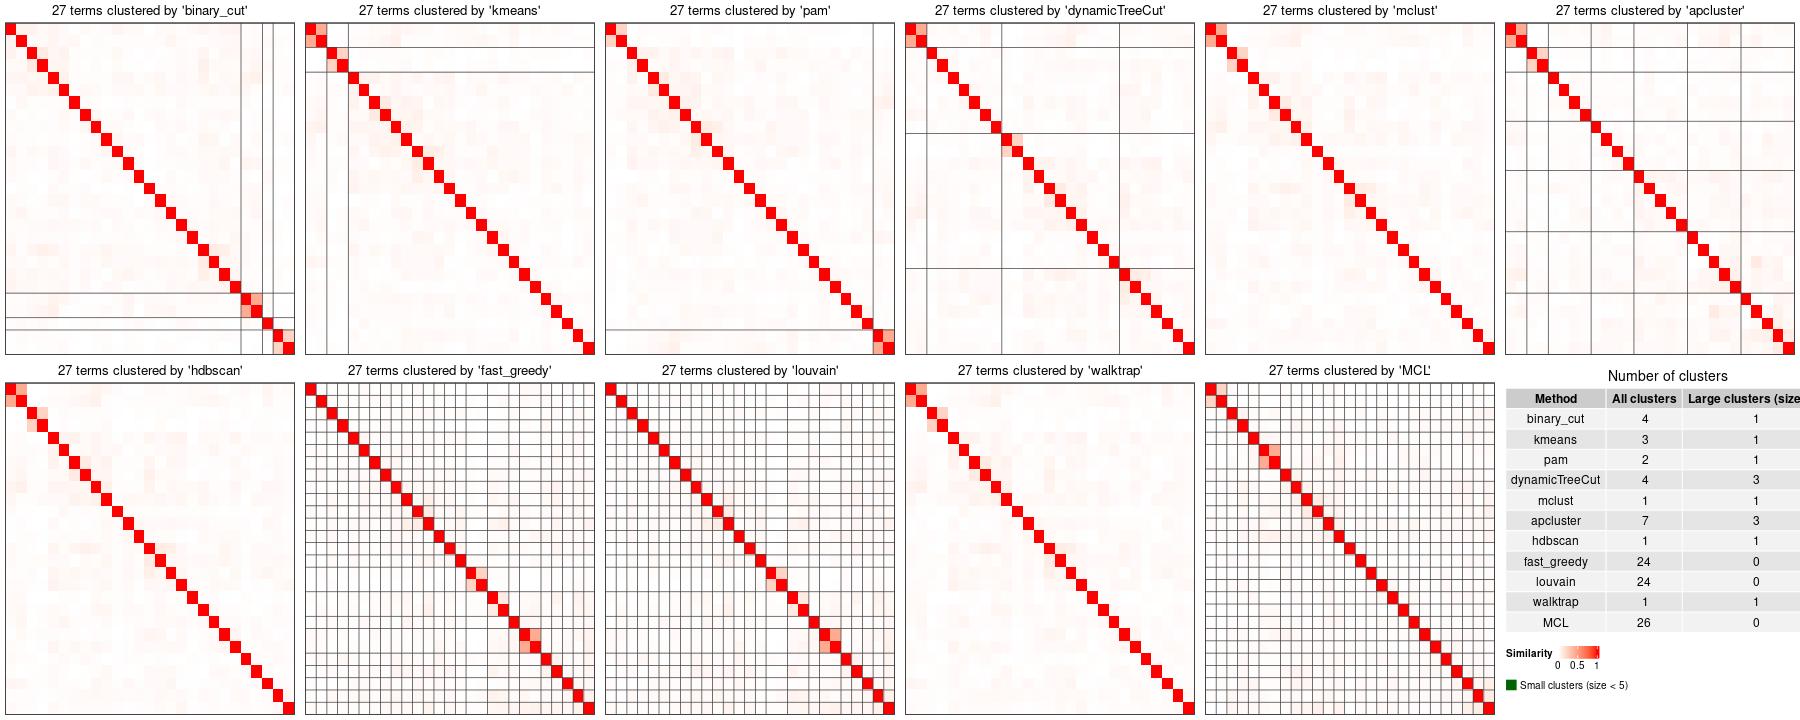 27 terms clustered by 'binary_cut'
27 terms clustered by 'kmeans'
27 terms clustered by 'pam'
27 terms clustered by 'dynamicTreeCut'
27 terms clustered by 'mclust'
27 terms clustered by 'apcluster'
27 terms clustered by 'hdbscan'
27 terms clustered by 'fast_greedy'
27 terms clustered by 'louvain'
27 terms clustered by 'walktrap'
27 terms clustered by 'MCL'
Number of clusters
Method All clusters Large clusters (size
binary_cut 4 1
kmeans 3 1
pam 2 1
dynamicTreeCut 4 3
mclust 1 1
apcluster 7 3
hdbscan 1 1
fast_greedy 24 0
louvain 24 0
walktrap 1 1
MCL 26 0
Similarity
0 0.5 1
Small clusters (size < 5)